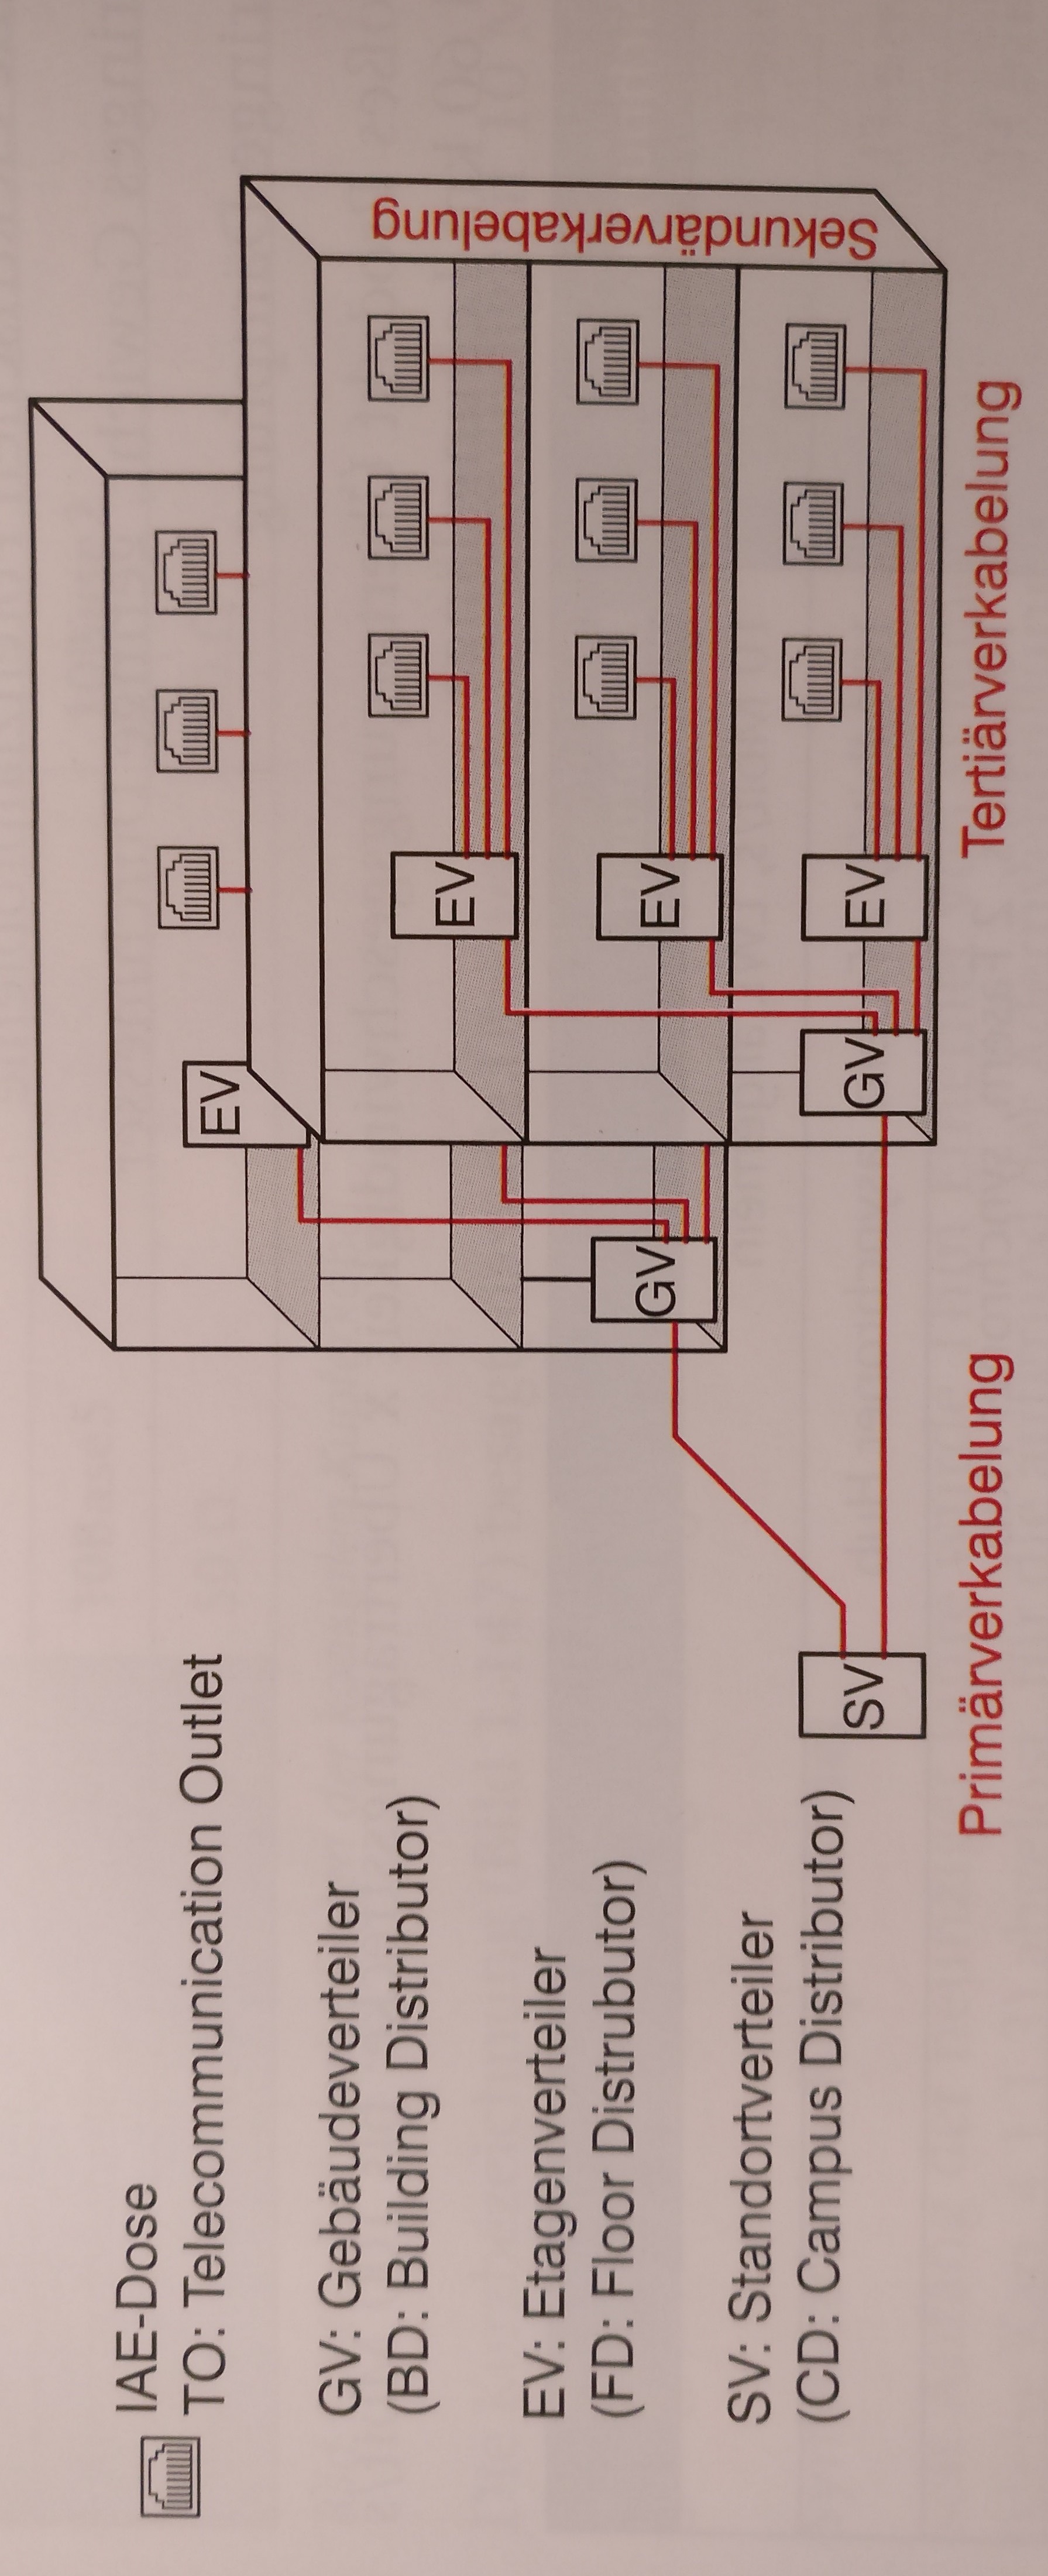 IAE-Dose
TO: Telecommunication Outlet
GV: Gebäudeverteiler
(BD: Building Distributor)
EV: Etagenverteiler
(FD: Floor Distrubutor)
SV: Standortverteiler
(CD: Campus Distributor)
EV
GV
EV
EV
EV
GV
SV
Sekundärverkabelung
Primärverkabelung
Tertiärverkabelung